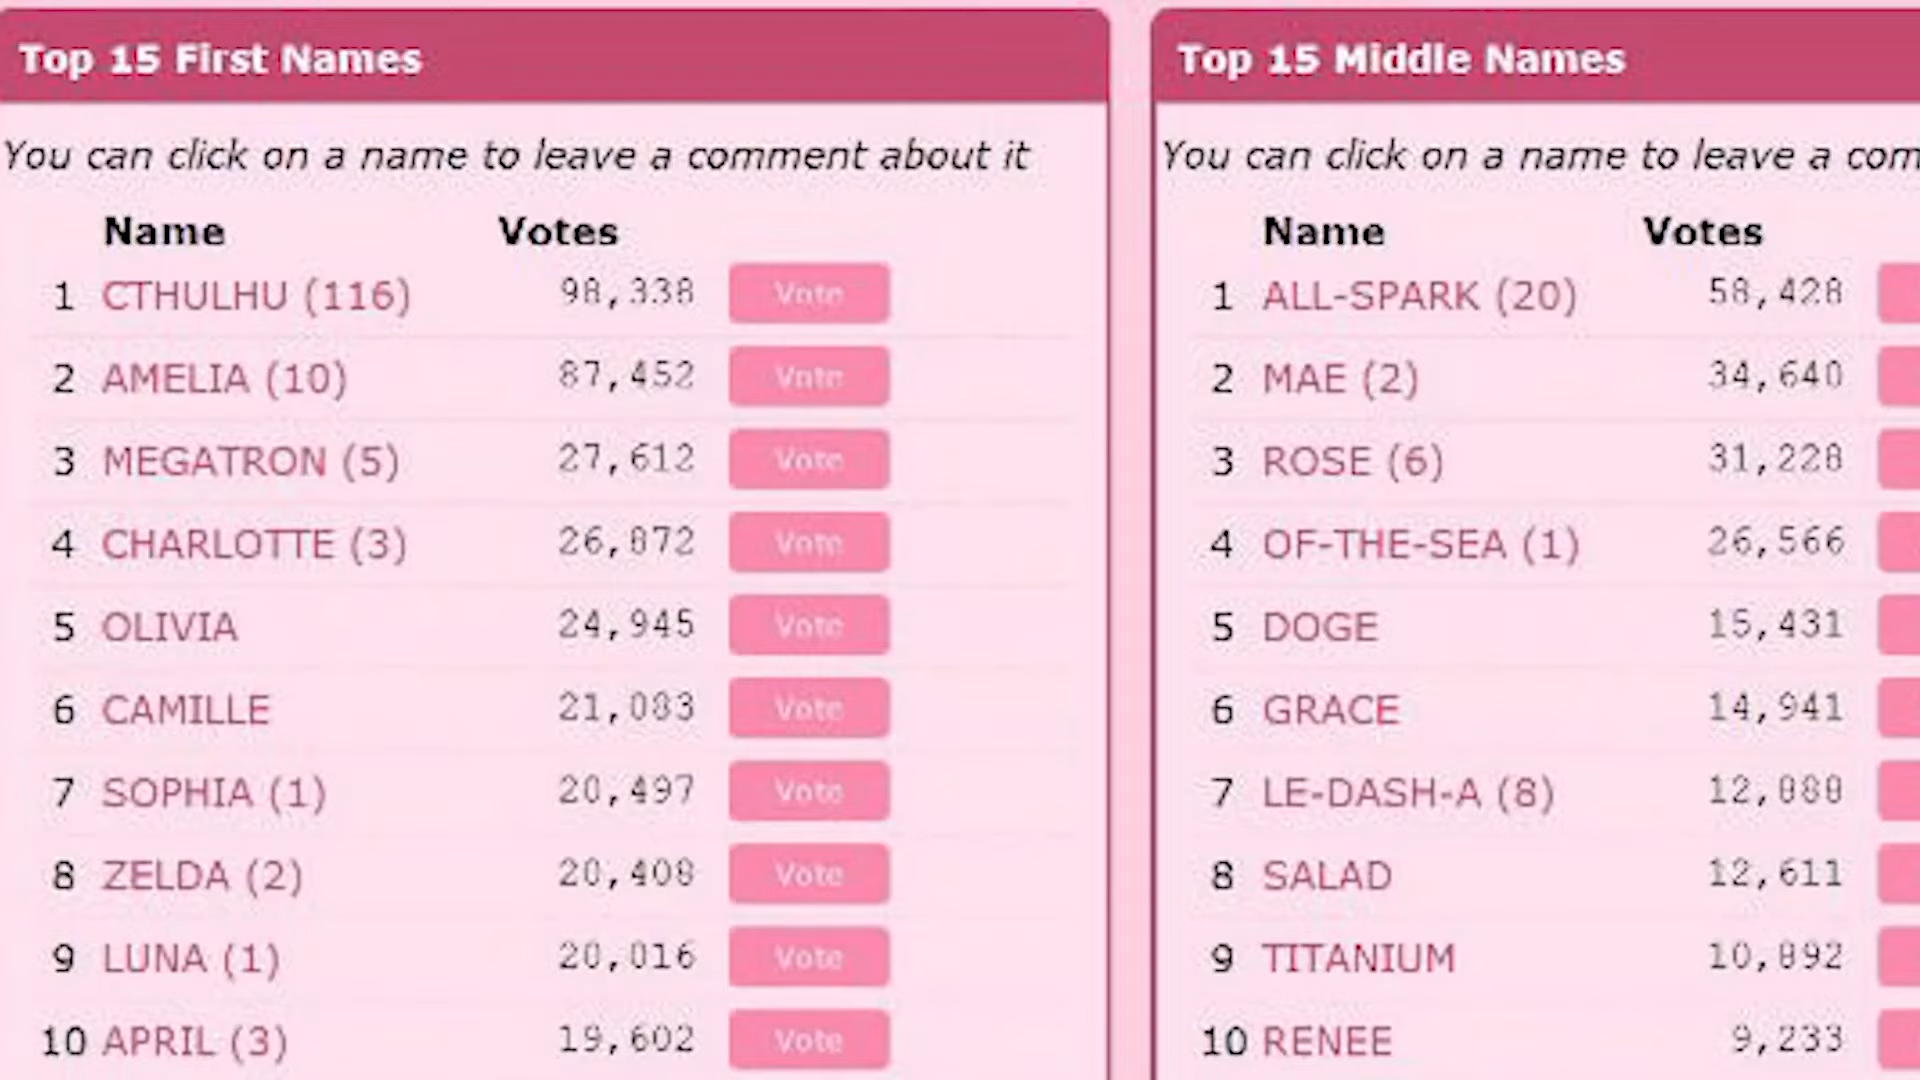 Top 15 First Names
You can click on a name to leave a comment about it
Name Votes
1 CTHULHU (116) 98,338 Vote
2 AMELIA (10) 87,452 Vote
3 MEGATRON (5) 27,612 Vote
4 CHARLOTTE (3) 26,872 Vote
5 OLIVIA 24,945 Vote
6 CAMILLE 21,083 Vote
7 SOPHIA (1) 20,497 Vote
8 ZELDA (2) 20,408 Vote
9 LUNA (1) 20,016 Vote
10 APRIL (3) 19,602 Vote
Top 15 Middle Names
You can click on a name to leave a com
Name Votes
1 ALL-SPARK (20) 58,428
2 MAE (2) 34,640
3 ROSE (6) 31,228
4 OF-THE-SEA (1) 26,566
5 DOGE 15,431
6 GRACE 14,941
7 LE-DASH-A (8) 12,888
8 SALAD 12,611
9 TITANIUM 10,892
10 RENEE 9,233